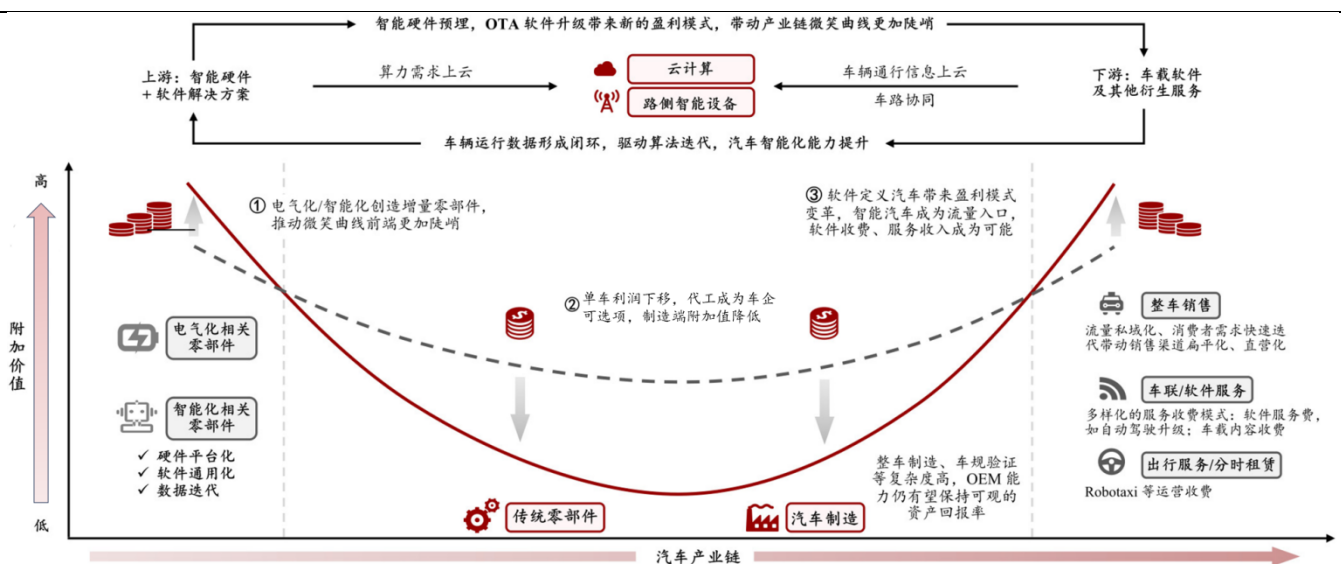 智能硬件预埋，OTA 软件升级带来新的盈利模式，带动产业链微笑曲线更加陡峭
上游：智能硬件
+ 软件解决方案
算力需求上云
云计算
路侧智能设备
车辆通行信息上云
车路协同
下游：车载软件
及其他衍生服务
车辆运行数据形成闭环，驱动算法迭代，汽车智能化能力提升
高
附加价值
低
① 电气化/智能化创造增量零部件，
推动微笑曲线前端更加陡峭
② 单车利润下移，代工成为车企
可选项，制造端附加值降低
③ 软件定义汽车带来盈利模式
变革，智能汽车成为流量入口，
软件收费、服务收入成为可能
电气化相关
零部件
智能化相关
零部件
✓ 硬件平台化
✓ 软件通用化
✓ 数据迭代
传统零部件
汽车制造
整车制造、车规验证
等复杂度高，OEM 能
力仍有望保持可观的
资产回报率
整车销售
流量私域化、消费者需求快速迭
代带动销售渠道扁平化、直营化
车联/软件服务
多样化的服务收费模式：软件服务费，
如自动驾驶升级；车载内容收费
出行服务/分时租赁
Robotaxi 等运营收费
汽车产业链